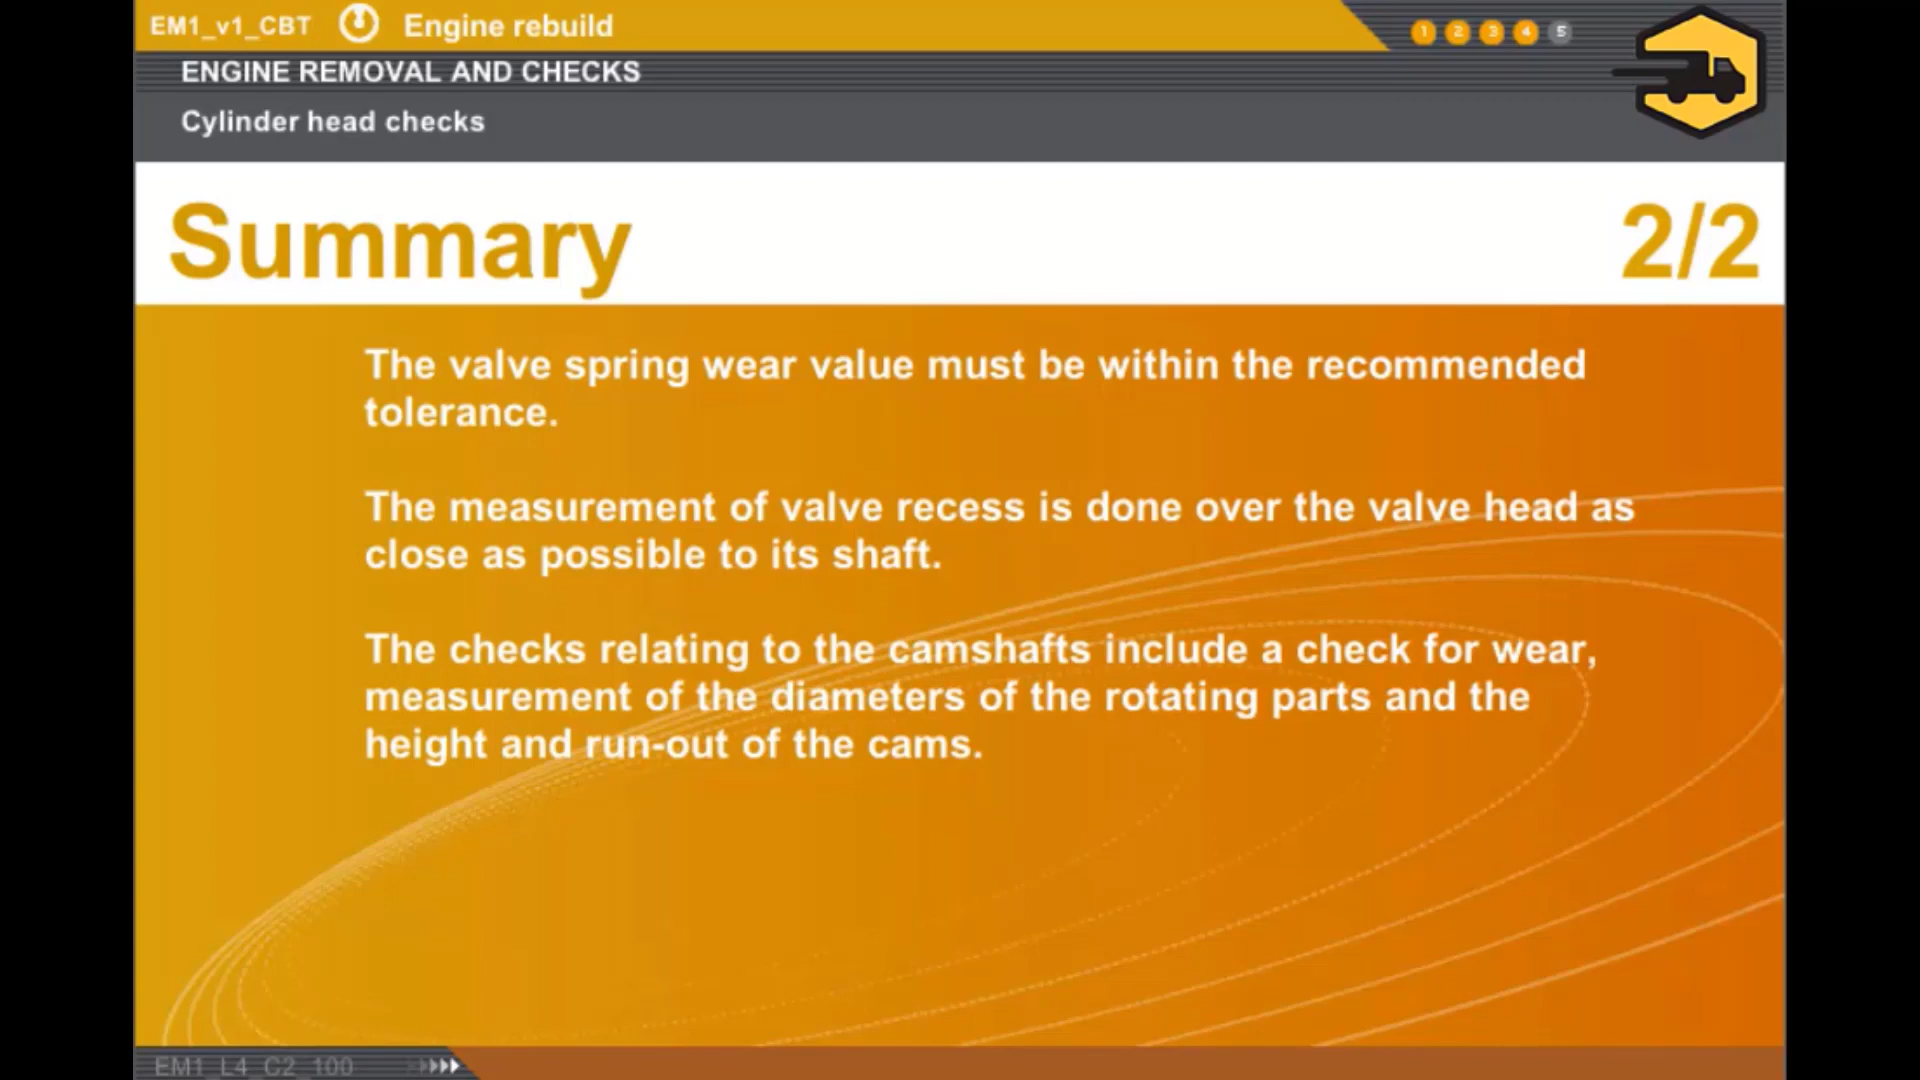 EM1_v1_CBT Engine rebuild 1 2 3 4 5
ENGINE REMOVAL AND CHECKS
Cylinder head checks
Summary 2/2
The valve spring wear value must be within the recommended
tolerance.
The measurement of valve recess is done over the valve head as
close as possible to its shaft.
The checks relating to the camshafts include a check for wear,
measurement of the diameters of the rotating parts and the
height and run-out of the cams.
EM1_L4_C2_100